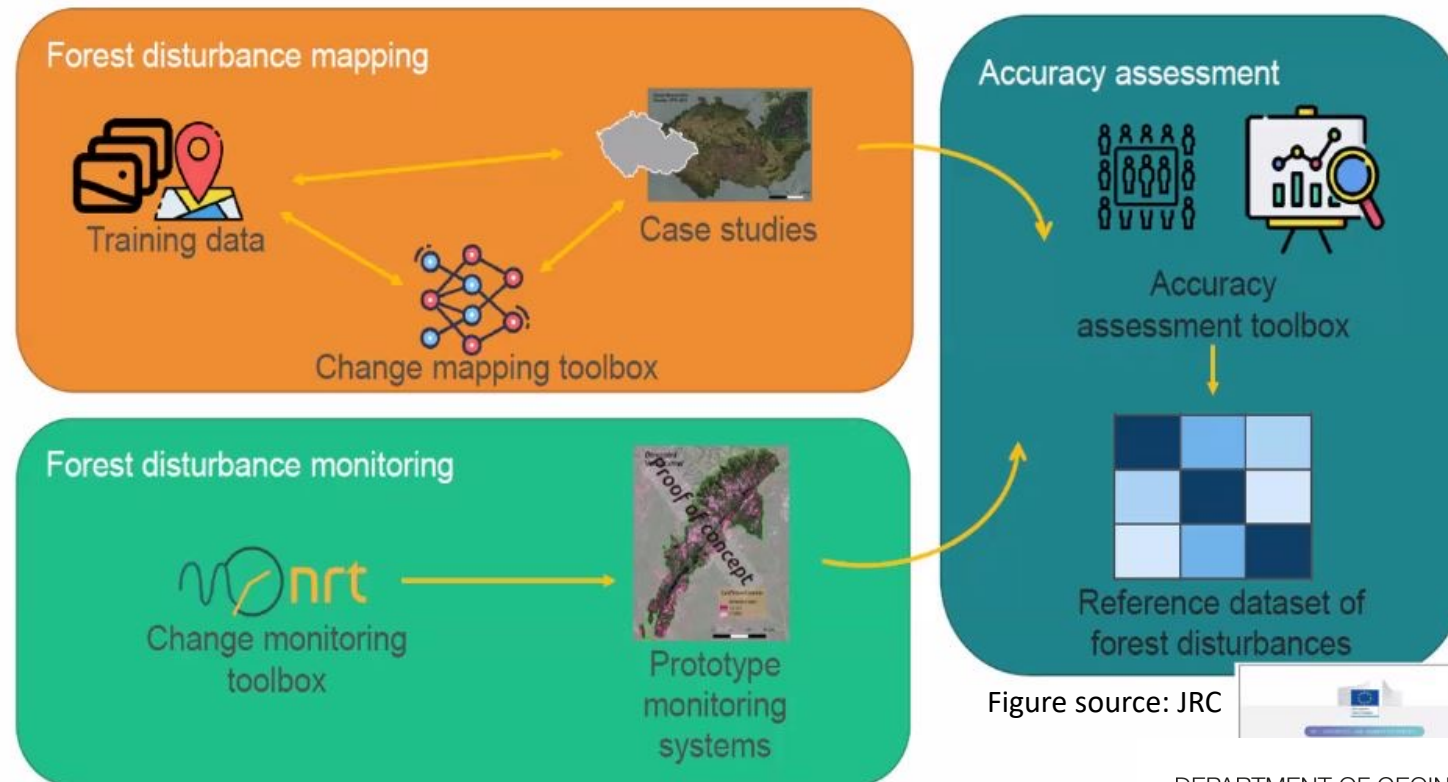 Forest disturbance mapping
Training data
Case studies
Change mapping toolbox
Forest disturbance monitoring
nrt
Change monitoring
toolbox
Proof of concept
Prototype
monitoring
systems
Accuracy assessment
Accuracy
assessment toolbox
Reference dataset of
forest disturbances
Figure source: JRC